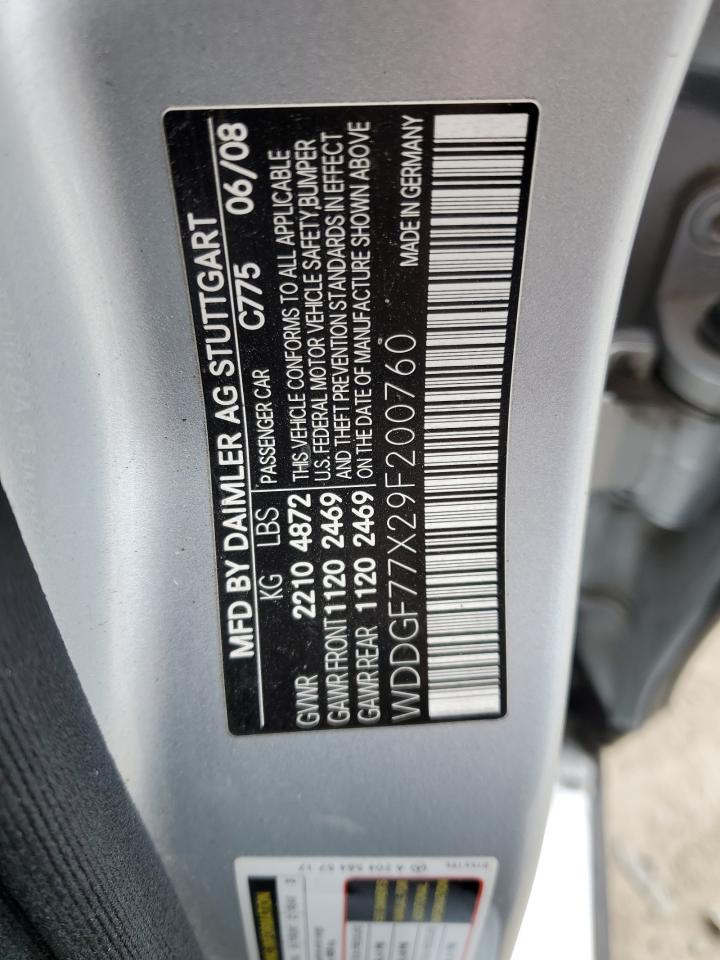 MFD BY DAIMLER AG STUTTGART
C775 06/08
KG LBS PASSENGER CAR
GVWR 2210 4872 THIS VEHICLE CONFORMS TO ALL APPLICABLE
GAWR FRONT 1120 2469 U.S. FEDERAL MOTOR VEHICLE SAFETY, BUMPER
GAWR REAR 1120 2469 AND THEFT PREVENTION STANDARDS IN EFFECT
ON THE DATE OF MANUFACTURE SHOWN ABOVE
WDDGF77X29F200760 MADE IN GERMANY